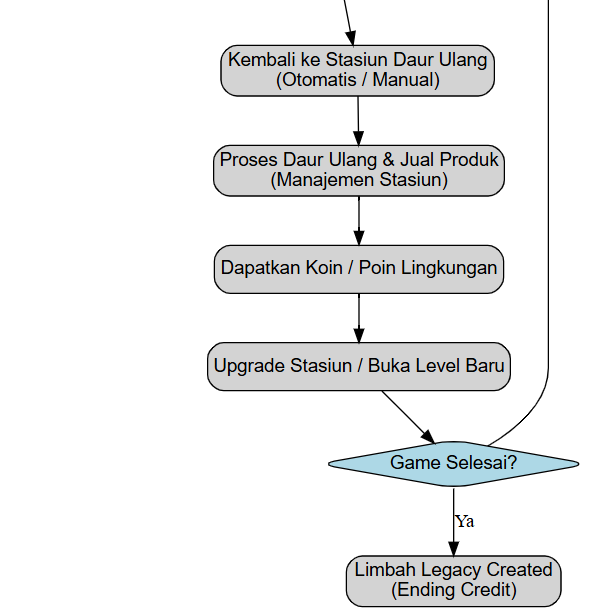 Kembali ke Stasiun Daur Ulang
(Otomatis / Manual)
Proses Daur Ulang & Jual Produk
(Manajemen Stasiun)
Dapatkan Koin / Poin Lingkungan
Upgrade Stasiun / Buka Level Baru
Game Selesai?
Ya
Limbah Legacy Created
(Ending Credit)